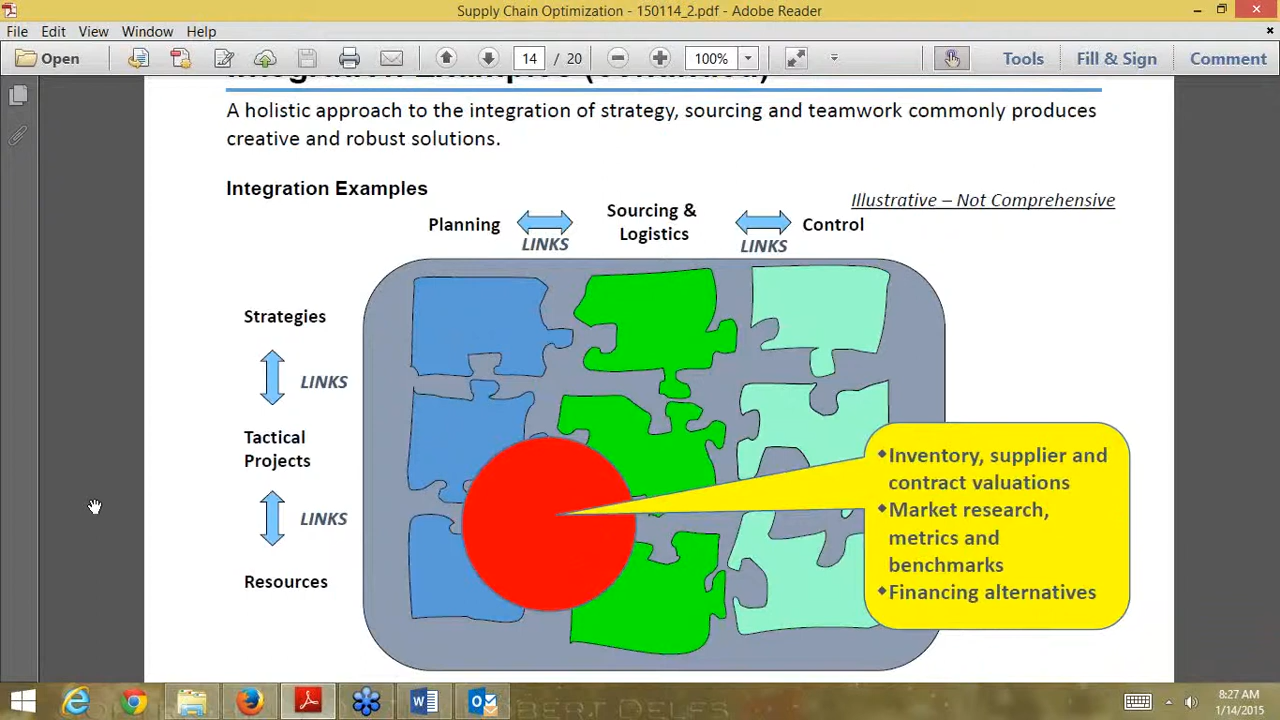 Supply Chain Optimization - 150114_2.pdf - Adobe Reader
File Edit View Window Help
Open 14 / 20 100% Tools Fill & Sign Comment
A holistic approach to the integration of strategy, sourcing and teamwork commonly produces
creative and robust solutions.
Integration Examples
Illustrative – Not Comprehensive
Planning
LINKS
Sourcing &
Logistics
LINKS
Control
Strategies
LINKS
Tactical
Projects
LINKS
Resources
Inventory, supplier and
contract valuations
Market research,
metrics and
benchmarks
Financing alternatives
8:27 AM
1/14/2015